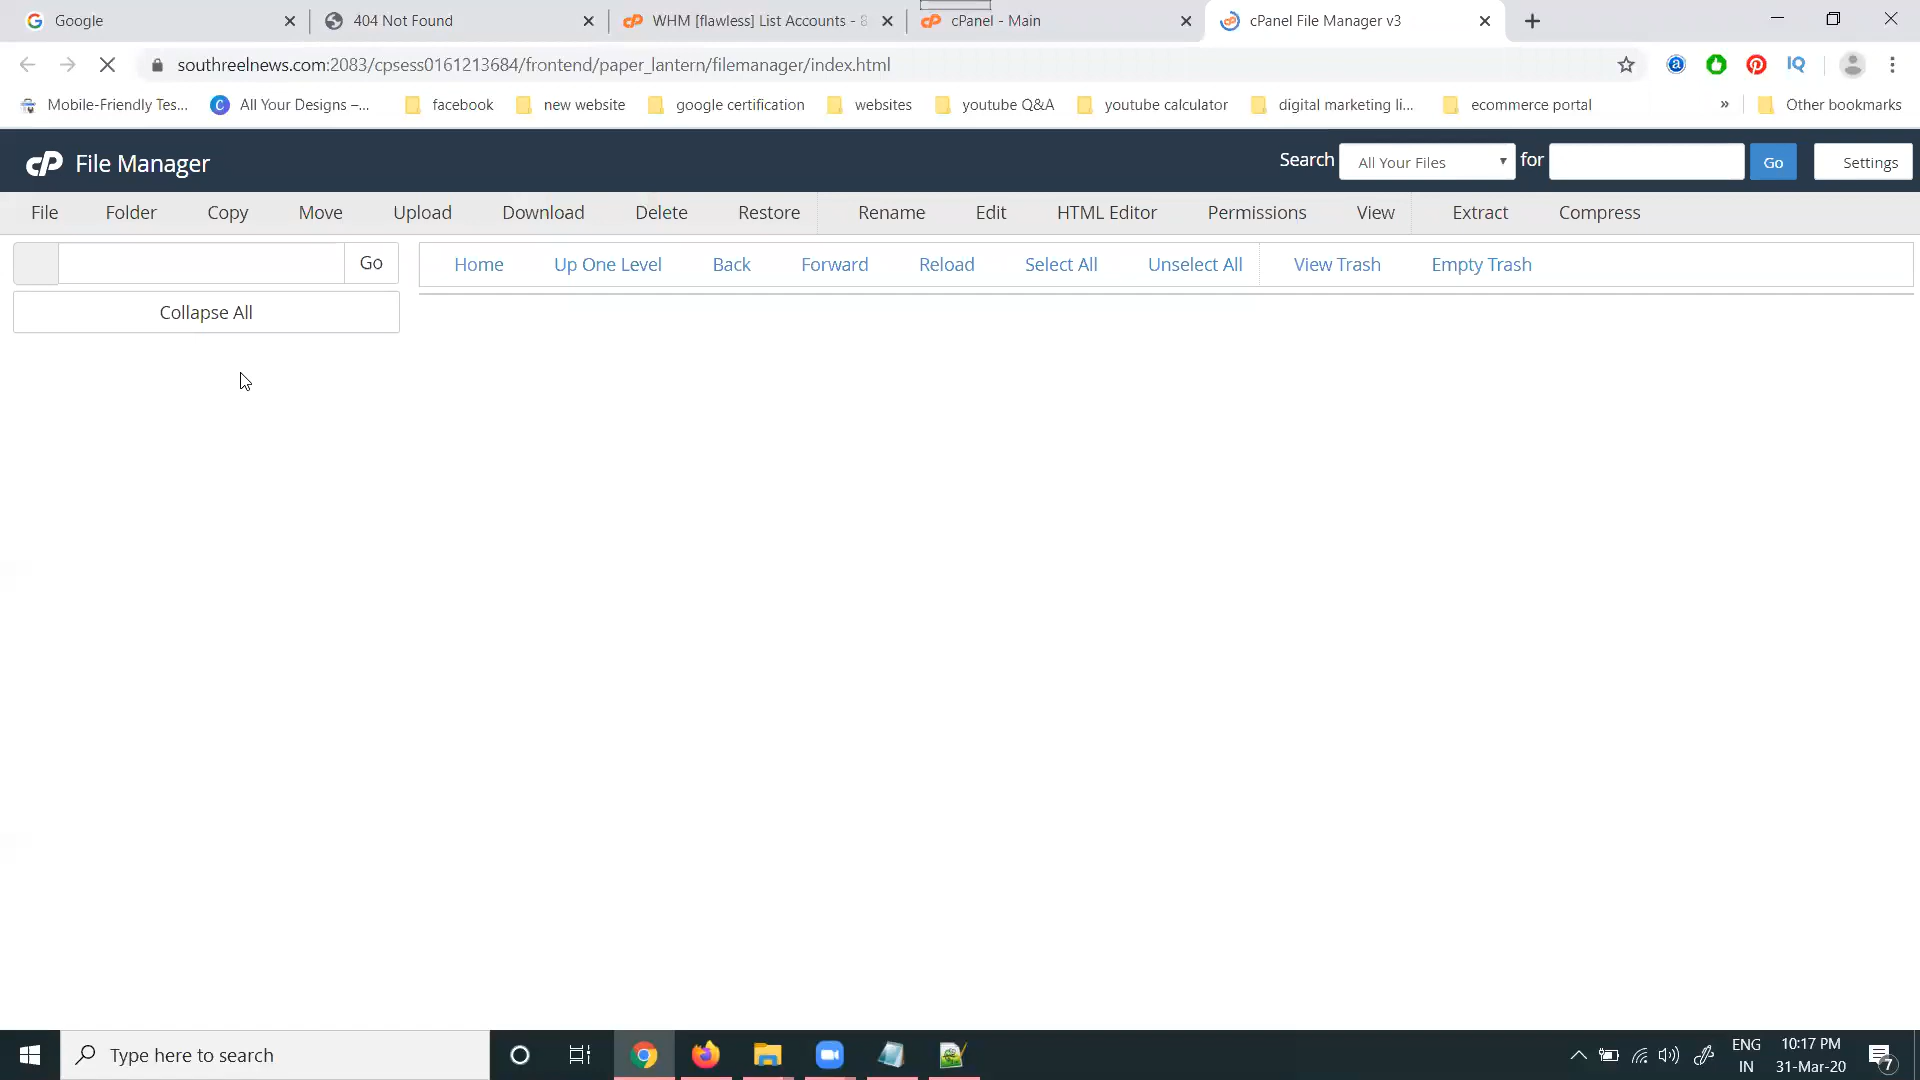 Google
404 Not Found
WHM [flawless] List Accounts - 8
cPanel - Main
cPanel File Manager v3
southreelnews.com:2083/cpsess0161213684/frontend/paper_lantern/filemanager/index.html
Mobile-Friendly Tes...
All Your Designs –...
facebook
new website
google certification
websites
youtube Q&A
youtube calculator
digital marketing li...
ecommerce portal
»
Other bookmarks
cP File Manager
Search All Your Files for Go Settings
File Folder Copy Move Upload Download Delete Restore Rename Edit HTML Editor Permissions View Extract Compress
Go
Home Up One Level Back Forward Reload Select All Unselect All View Trash Empty Trash
Collapse All
Type here to search
ENG
IN
10:17 PM
31-Mar-20
7